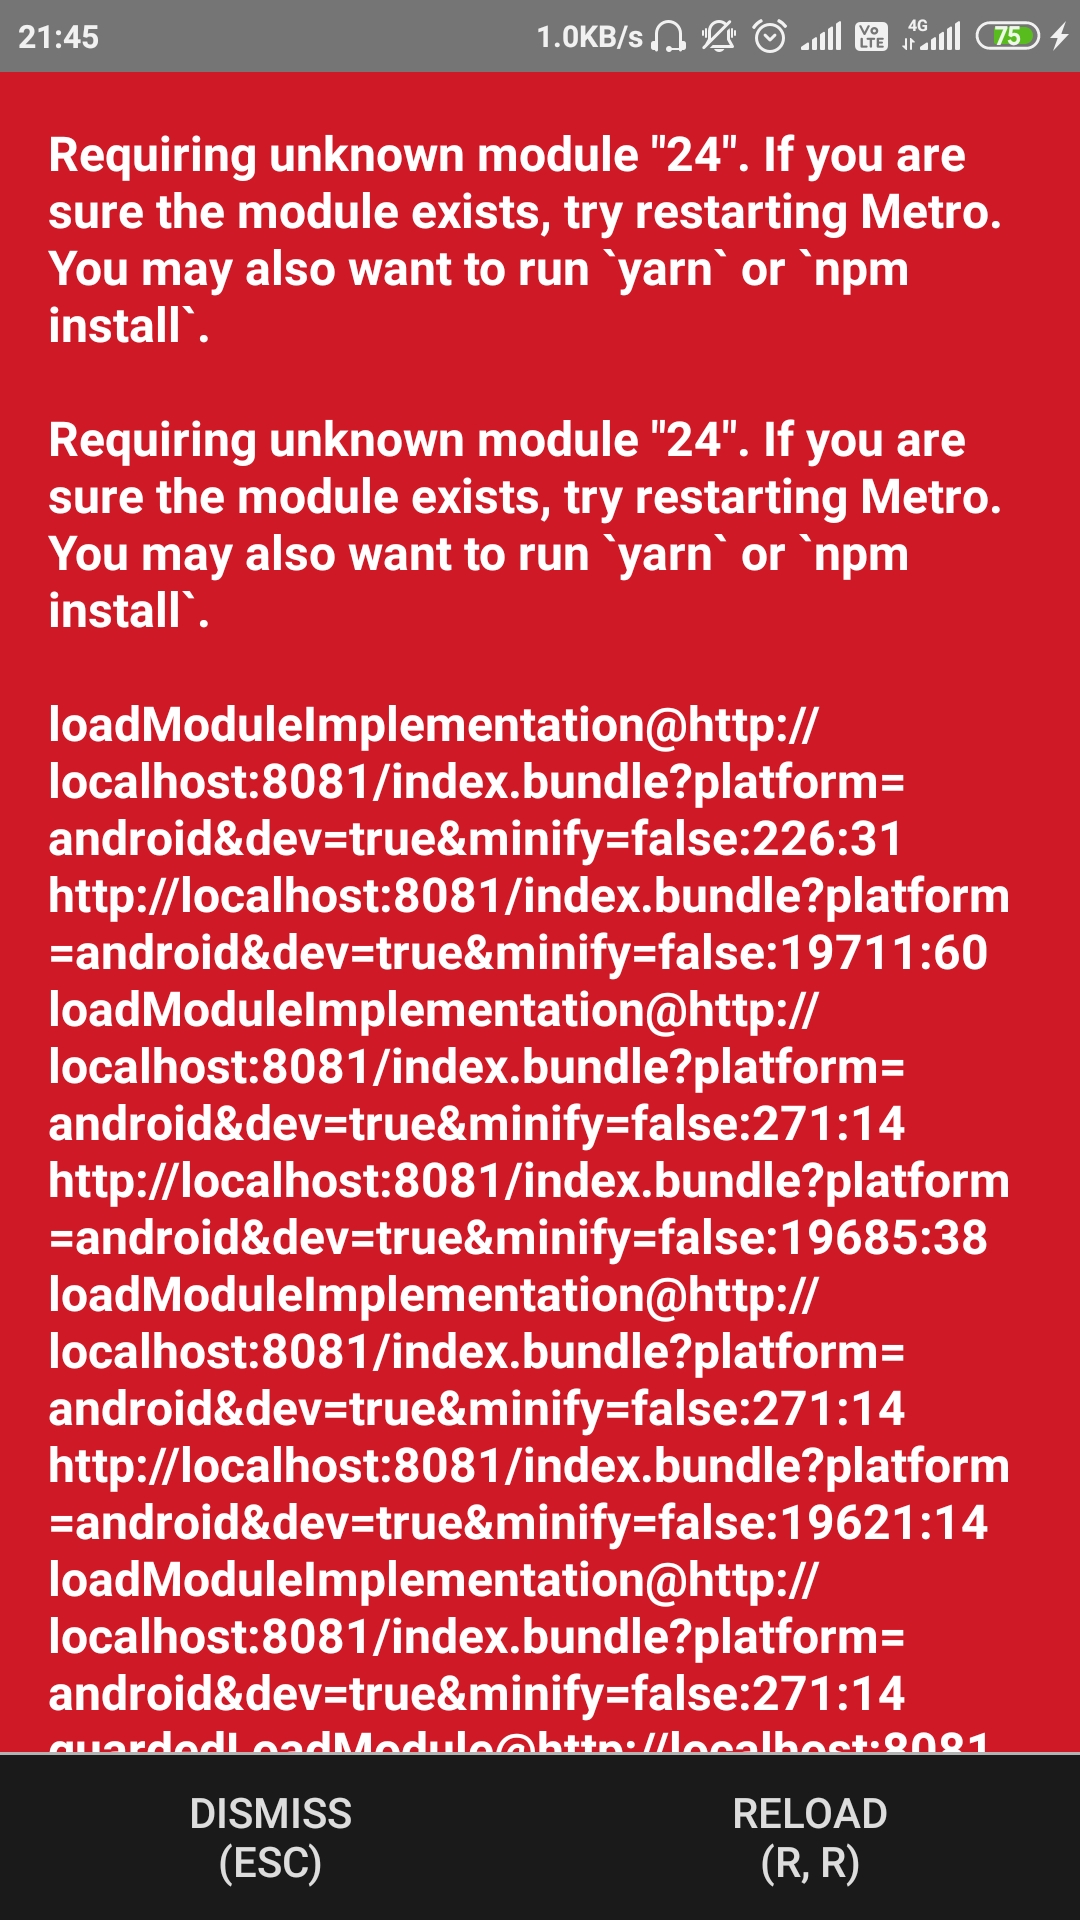 21:45
1.0KB/s
Vo LTE
4G
75
Requiring unknown module "24". If you are
sure the module exists, try restarting Metro.
You may also want to run `yarn` or `npm
install`.
Requiring unknown module "24". If you are
sure the module exists, try restarting Metro.
You may also want to run `yarn` or `npm
install`.
loadModuleImplementation@http://
localhost:8081/index.bundle?platform=
android&dev=true&minify=false:226:31
http://localhost:8081/index.bundle?platform
=android&dev=true&minify=false:19711:60
loadModuleImplementation@http://
localhost:8081/index.bundle?platform=
android&dev=true&minify=false:271:14
http://localhost:8081/index.bundle?platform
=android&dev=true&minify=false:19685:38
loadModuleImplementation@http://
localhost:8081/index.bundle?platform=
android&dev=true&minify=false:271:14
http://localhost:8081/index.bundle?platform
=android&dev=true&minify=false:19621:14
loadModuleImplementation@http://
localhost:8081/index.bundle?platform=
android&dev=true&minify=false:271:14
guardedLoadModule@http://localhost:8081
DISMISS
(ESC)
RELOAD
(R, R)